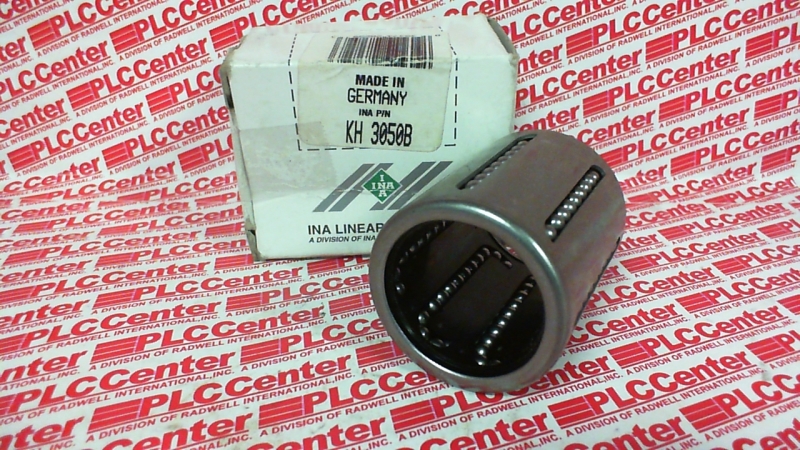 MADE IN
GERMANY
INA P/N
KH 3050B
INA
INA LINEAR
A DIVISION OF INA
PLCCenter
A DIVISION OF RADWELL INTERNATIONAL, INC.